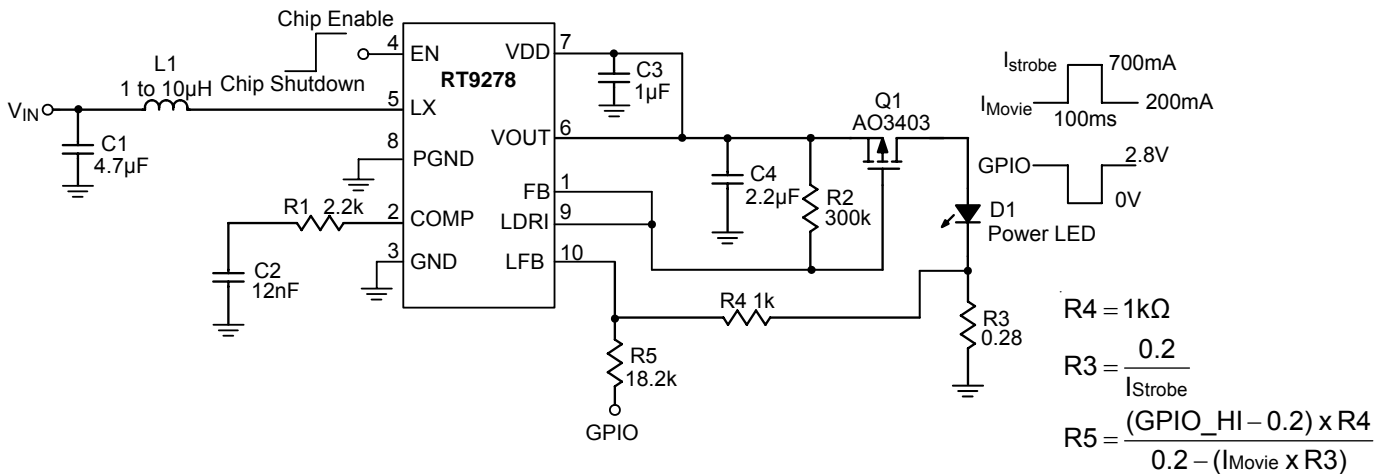 Chip Enable
Chip Shutdown
L1
1 to 10µH
VIN
C1
4.7µF
4
EN
5
LX
8
PGND
R1 2.2k
2
COMP
C2
12nF
3
GND
RT9278
VDD
7
C3
1µF
VOUT
6
FB
1
LDRI
9
LFB
10
C4
2.2µF
R2
300k
Q1
AO3403
D1
Power LED
R4 1k
R3
0.28
R5
18.2k
GPIO
Istrobe
700mA
IMovie
200mA
100ms
GPIO
2.8V
0V
R4 = 1kΩ
R3 = 0.2 / IStrobe
R5 = (GPIO_HI − 0.2) x R4 / 0.2 − (IMovie x R3)